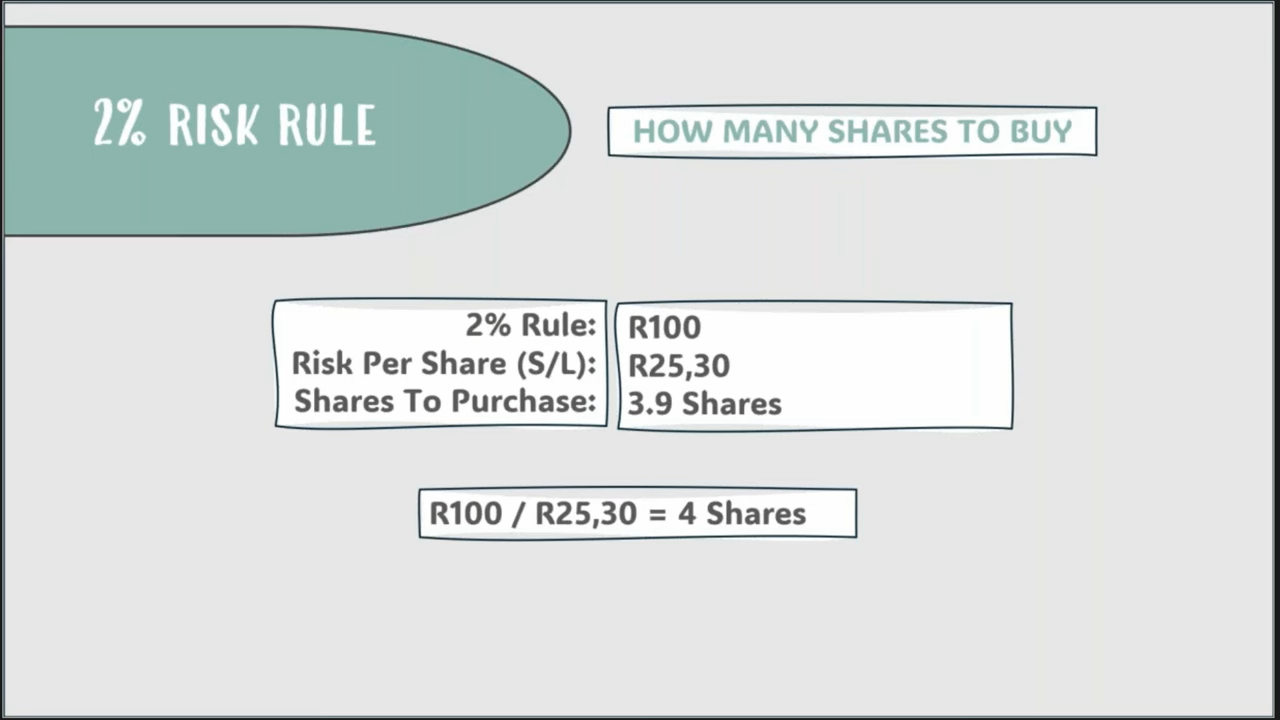 2% RISK RULE
HOW MANY SHARES TO BUY
2% Rule: R100
Risk Per Share (S/L): R25,30
Shares To Purchase: 3.9 Shares
R100 / R25,30 = 4 Shares